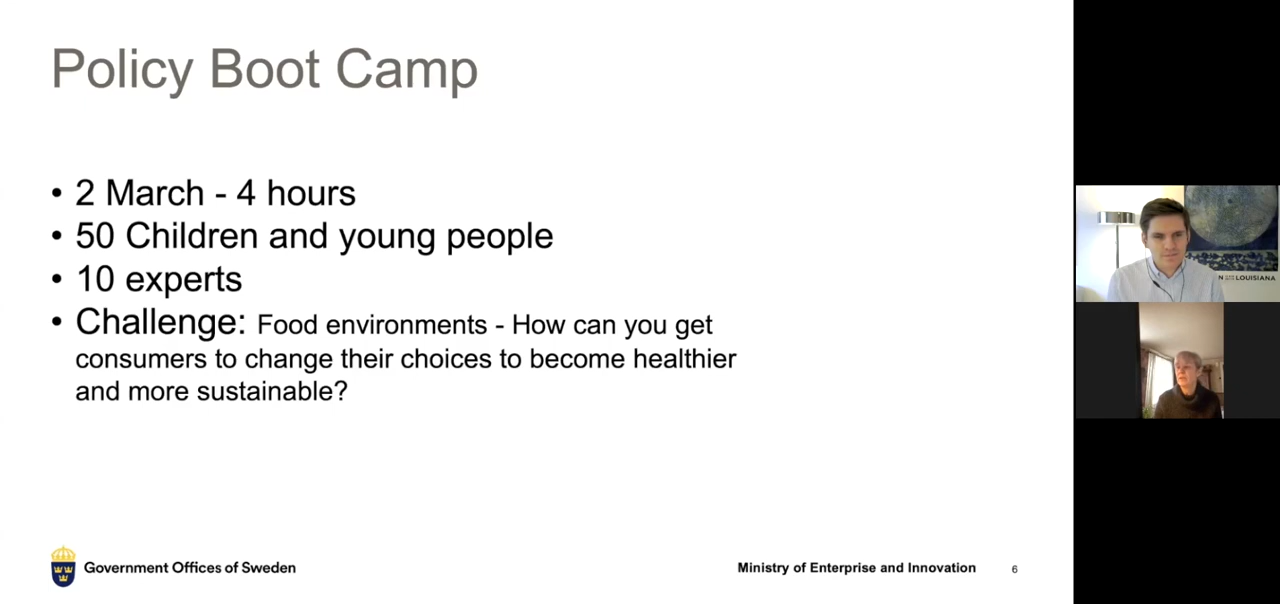 Policy Boot Camp
• 2 March - 4 hours
• 50 Children and young people
• 10 experts
• Challenge: Food environments - How can you get
consumers to change their choices to become healthier
and more sustainable?
Government Offices of Sweden
Ministry of Enterprise and Innovation
6
LOUISIANA